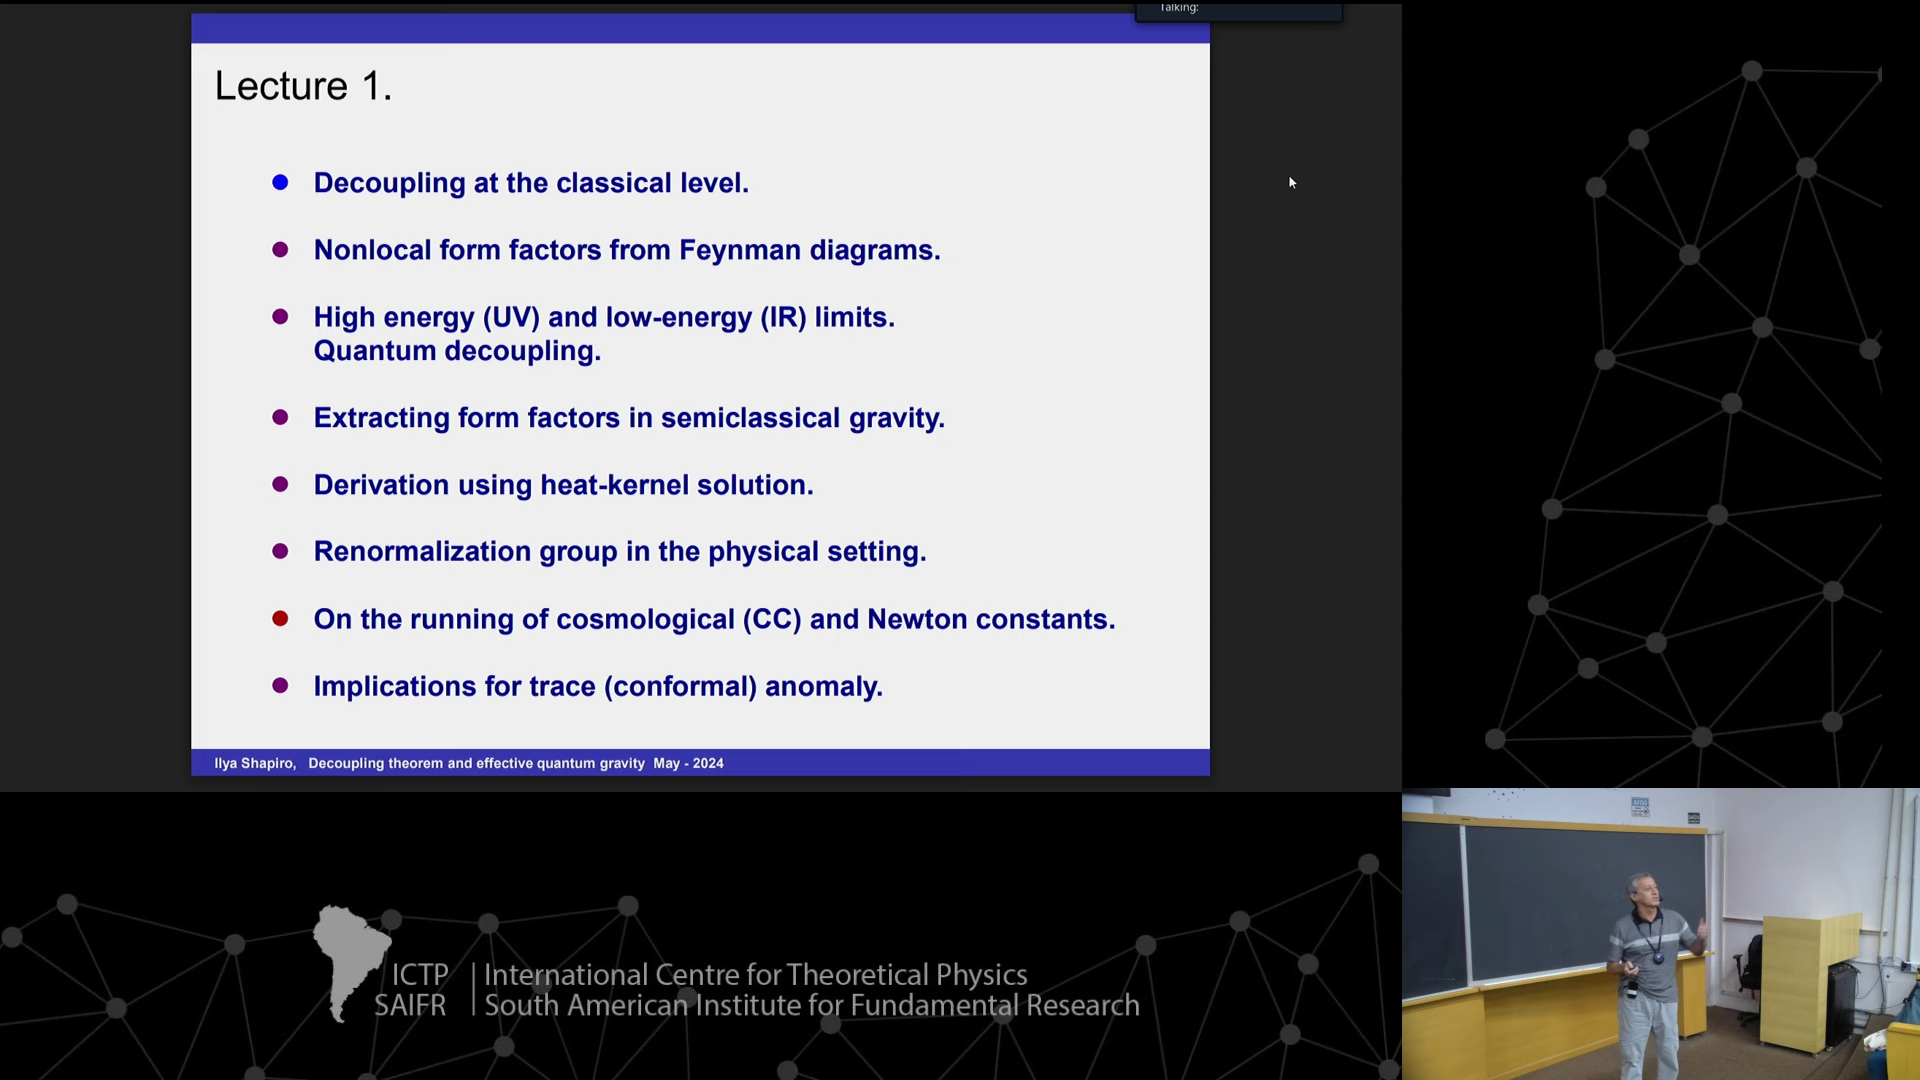 Talking:
Lecture 1.
Decoupling at the classical level.
Nonlocal form factors from Feynman diagrams.
High energy (UV) and low-energy (IR) limits.
Quantum decoupling.
Extracting form factors in semiclassical gravity.
Derivation using heat-kernel solution.
Renormalization group in the physical setting.
On the running of cosmological (CC) and Newton constants.
Implications for trace (conformal) anomaly.
Ilya Shapiro, Decoupling theorem and effective quantum gravity May - 2024
ICTP International Centre for Theoretical Physics
SAIFR South American Institute for Fundamental Research